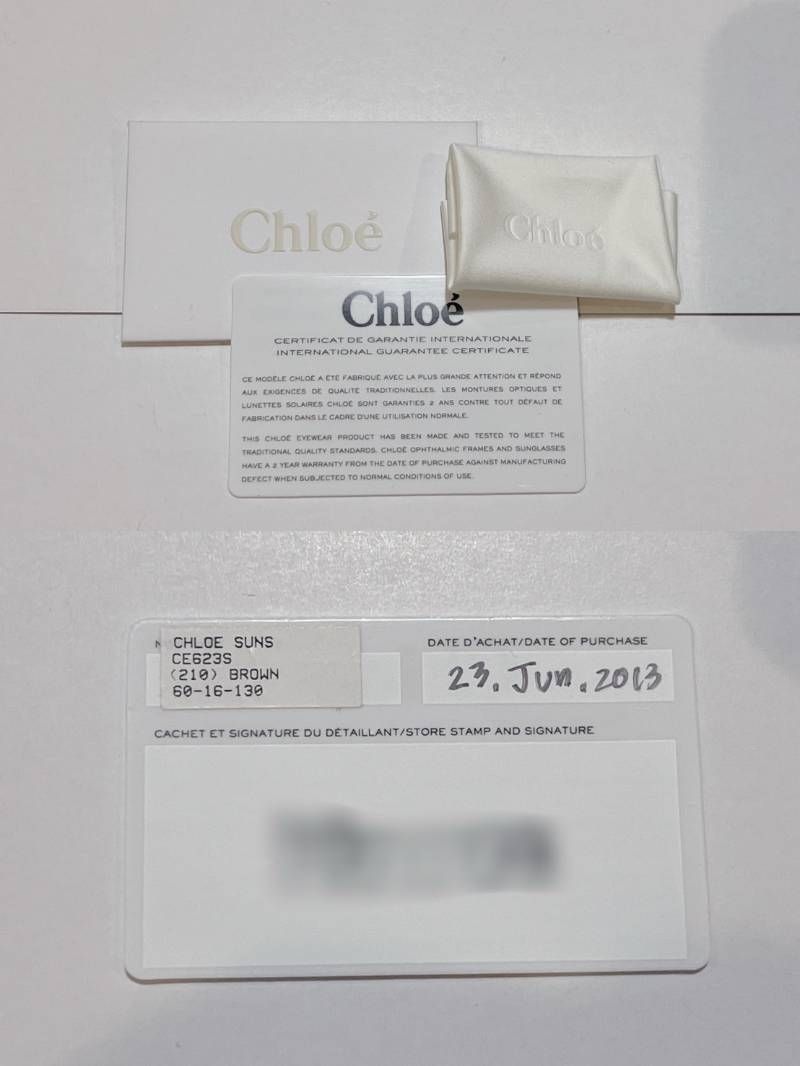 Chloé
Chloé
Chloé
CERTIFICAT DE GARANTIE INTERNATIONALE
INTERNATIONAL GUARANTEE CERTIFICATE
CE MODÈLE CHLOÉ A ÉTÉ FABRIQUÉ AVEC LA PLUS GRANDE ATTENTION ET RÉPOND
AUX EXIGENCES DE QUALITÉ TRADITIONNELLES. LES MONTURES OPTIQUES ET
LUNETTES SOLAIRES CHLOÉ SONT GARANTIES 2 ANS CONTRE TOUT DÉFAUT DE
FABRICATION DANS LE CADRE D'UNE UTILISATION NORMALE.
THIS CHLOÉ EYEWEAR PRODUCT HAS BEEN MADE AND TESTED TO MEET THE
TRADITIONAL QUALITY STANDARDS. CHLOÉ OPHTHALMIC FRAMES AND SUNGLASSES
HAVE A 2 YEAR WARRANTY FROM THE DATE OF PURCHASE AGAINST MANUFACTURING
DEFECT WHEN SUBJECTED TO NORMAL CONDITIONS OF USE.
CHLOE SUNS
CE623S
(210) BROWN
60-16-130
DATE D'ACHAT/DATE OF PURCHASE
23. Jun. 2013
CACHET ET SIGNATURE DU DÉTAILLANT/STORE STAMP AND SIGNATURE